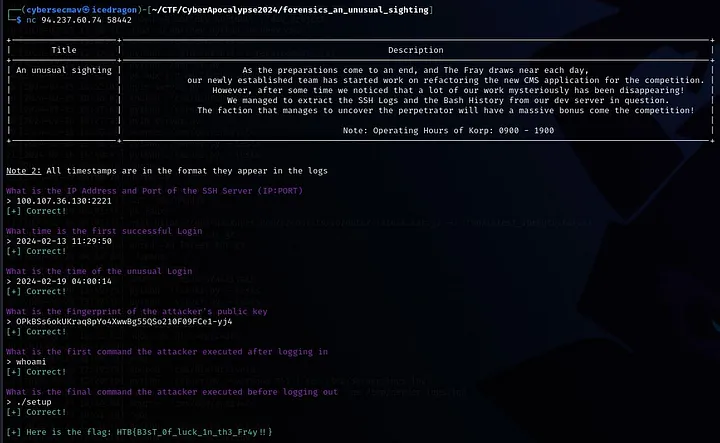 (cybersecmav㉿icedragon)-[~/CTF/CyberApocalypse2024/forensics_an_unusual_sighting]
$ nc 94.237.60.74 58442
Title | Description
An unusual sighting | As the preparations come to an end, and The Fray draws near each day,
our newly established team has started work on refactoring the new CMS application for the competition.
However, after some time we noticed that a lot of our work mysteriously has been disappearing!
We managed to extract the SSH Logs and the Bash History from our dev server in question.
The faction that manages to uncover the perpetrator will have a massive bonus come the competition!
Note: Operating Hours of Korp: 0900 - 1900
Note 2: All timestamps are in the format they appear in the logs
What is the IP Address and Port of the SSH Server (IP:PORT)
> 100.107.36.130:2221
[+] Correct!
What time is the first successful Login
> 2024-02-13 11:29:50
[+] Correct!
What is the time of the unusual Login
> 2024-02-19 04:00:14
[+] Correct!
What is the Fingerprint of the attacker's public key
> OPkBSs6okUKraq8pYo4XwwBg55QSo210F09FCe1-yj4
[+] Correct!
What is the first command the attacker executed after logging in
> whoami
[+] Correct!
What is the final command the attacker executed before logging out
> ./setup
[+] Correct!
[+] Here is the flag: HTB{B3sT_0f_luck_1n_th3_Fr4y!!}